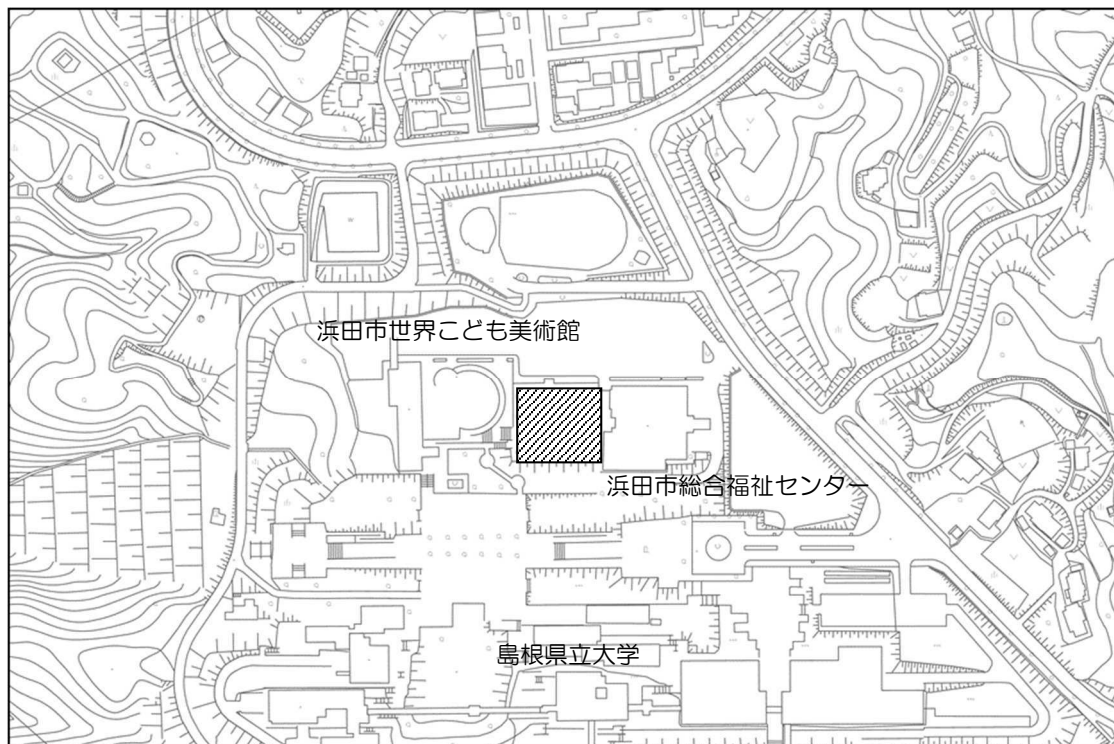 浜田市世界こども美術館
浜田市総合福祉センター
島根県立大学